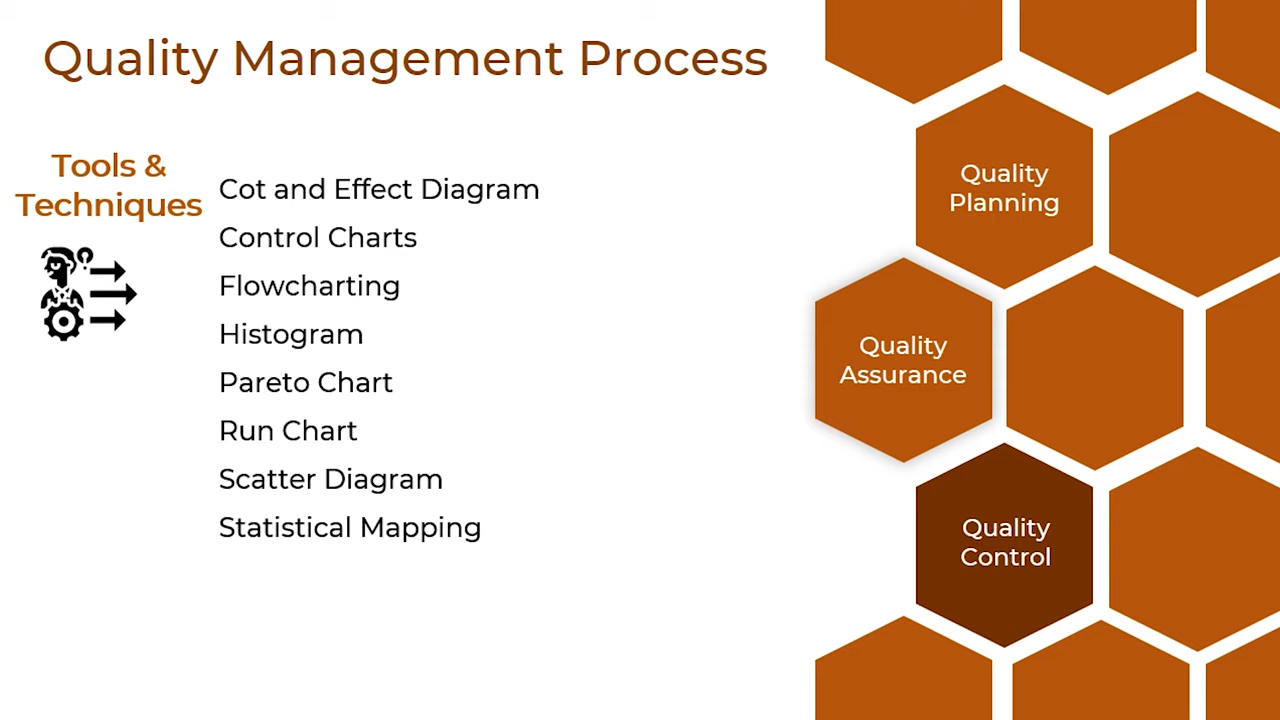 Quality Management Process
Tools &
Techniques
Cot and Effect Diagram
Control Charts
Flowcharting
Histogram
Pareto Chart
Run Chart
Scatter Diagram
Statistical Mapping
Quality
Planning
Quality
Assurance
Quality
Control